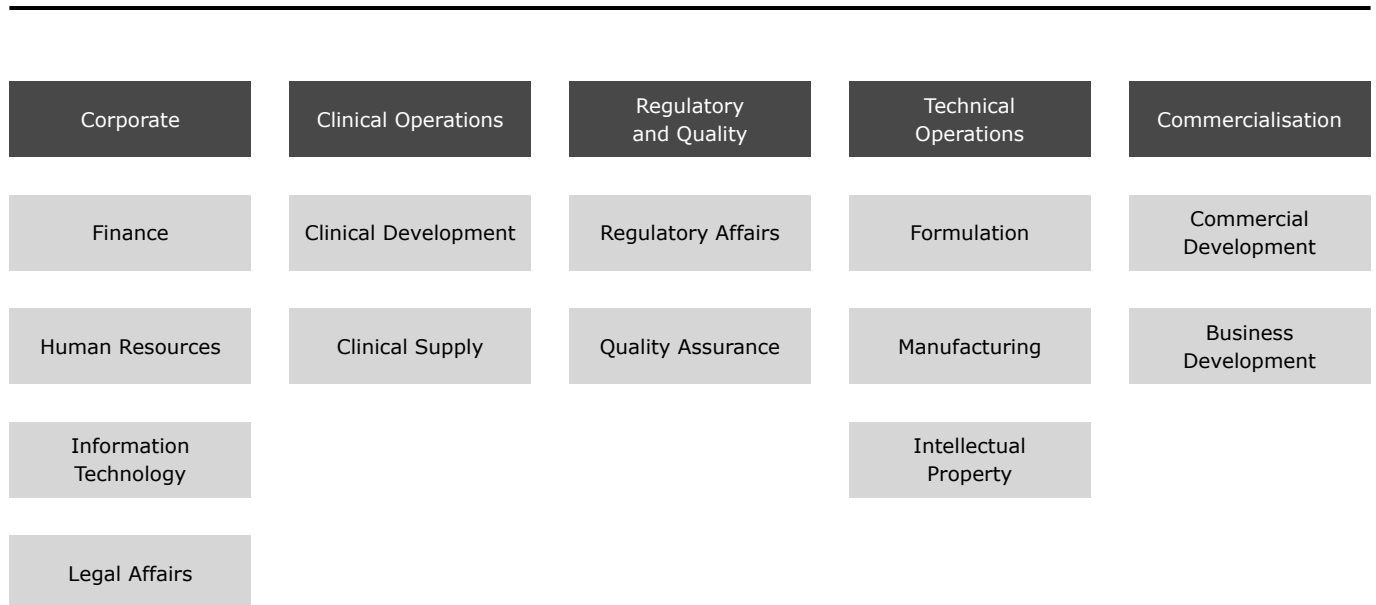 Corporate
Clinical Operations
Regulatory
and Quality
Technical
Operations
Commercialisation
Finance
Clinical Development
Regulatory Affairs
Formulation
Commercial
Development
Human Resources
Clinical Supply
Quality Assurance
Manufacturing
Business
Development
Information
Technology
Intellectual
Property
Legal Affairs